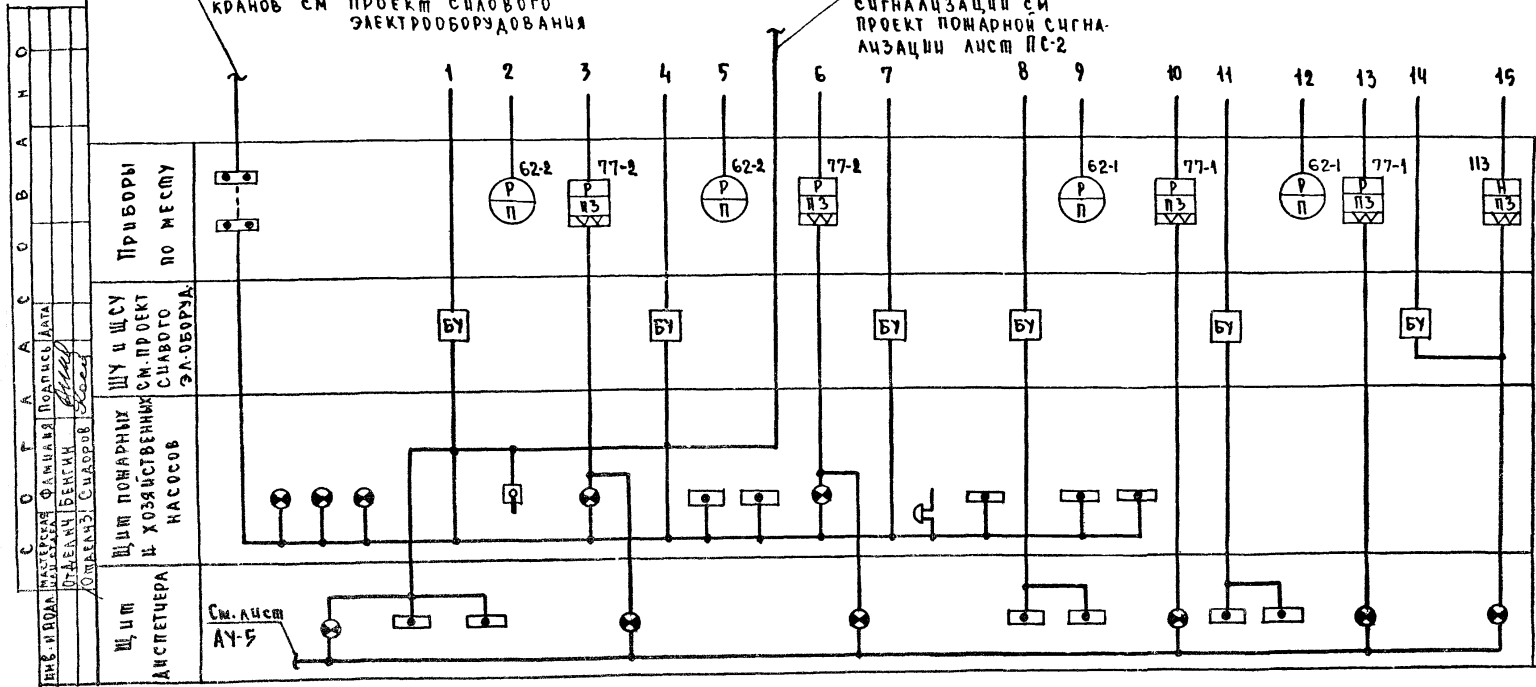 КРАНОВ СМ ПРОЕКТ СИЛОВОГО
ЭЛЕКТРООБОРУДОВАНИЯ
СИГНАЛИЗАЦИИ СМ
ПРОЕКТ ПОЖАРНОЙ СИГНА-
ЛИЗАЦИИ ЛИСТ ПС-2
1 2 3 4 5 6 7 8 9 10 11 12 13 14 15
ПРИБОРЫ
ПО МЕСТУ
62-2 77-2 62-2 77-2 62-1 77-1 62-1 77-1 113
Р Р Р Р Р Р Р Р Н
П ПЗ П ПЗ П ПЗ П ПЗ ПЗ
ЩУ и ЩСУ
СМ. ПРОЕКТ
СИЛОВОГО
ЭЛ-ОБОРУД.
БУ БУ БУ БУ БУ БУ
ЩИТ ПОЖАРНЫХ
И ХОЗЯЙСТВЕННЫХ
НАСОСОВ
ЩИТ
ДИСПЕТЧЕРА
См. лист
АУ-5
СОГЛАСОВАНО
ФАМИЛИЯ ПОДПИСЬ ДАТА
БЕНГИН
СИДОРОВ
ИНВ. № ПОДЛ